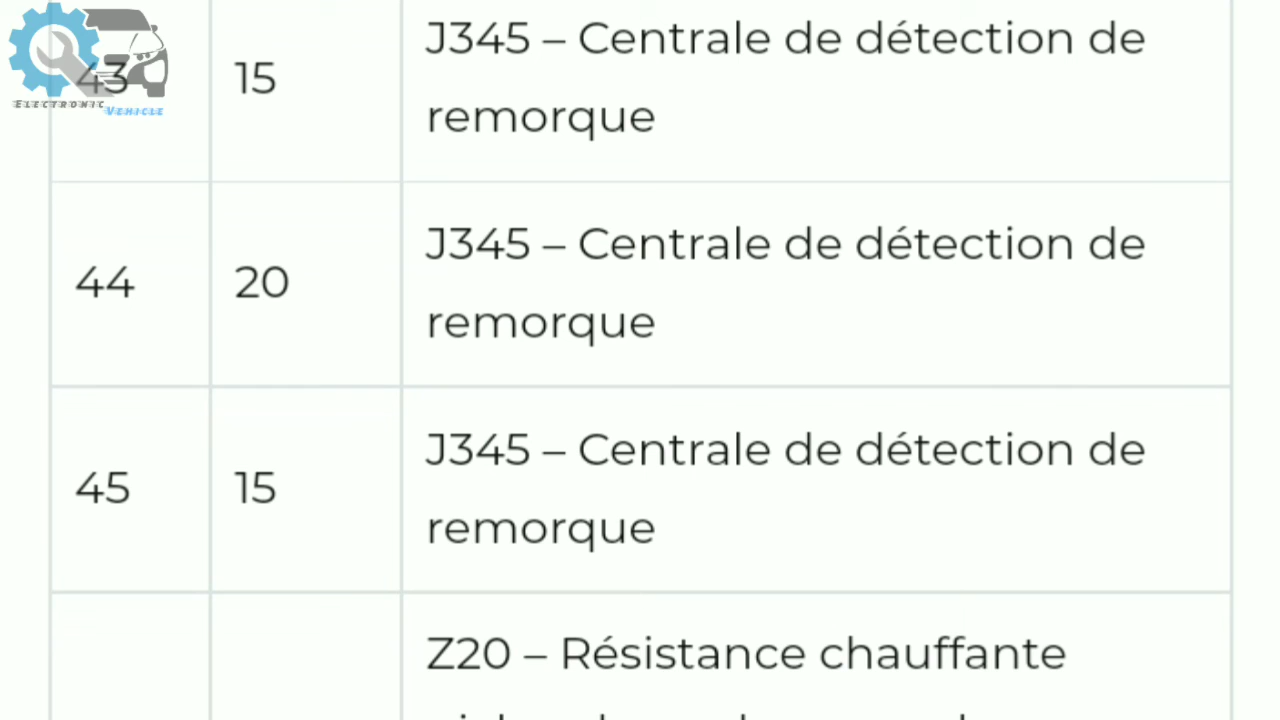 J345 – Centrale de détection de
43 15
remorque
ELECTRONIC
VEHICLE
J345 – Centrale de détection de
44 20
remorque
J345 – Centrale de détection de
45 15
remorque
Z20 – Résistance chauffante